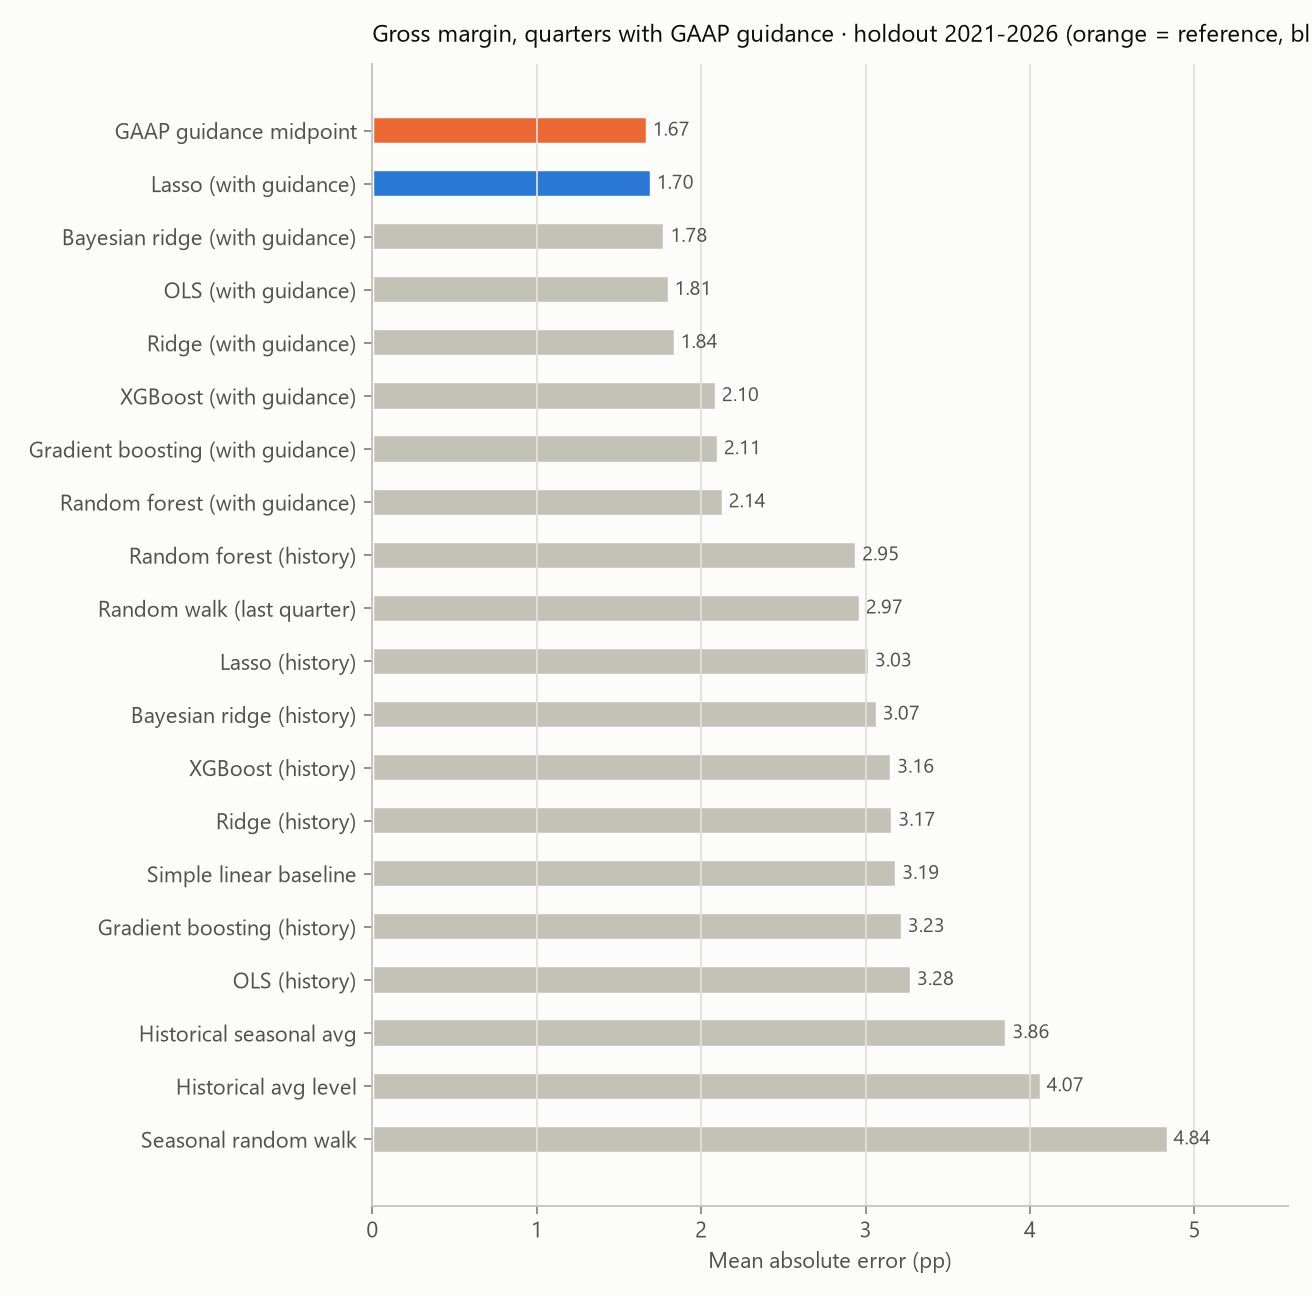 Gross margin, quarters with GAAP guidance · holdout 2021-2026 (orange = reference, bl
GAAP guidance midpoint 1.67
Lasso (with guidance) 1.70
Bayesian ridge (with guidance) 1.78
OLS (with guidance) 1.81
Ridge (with guidance) 1.84
XGBoost (with guidance) 2.10
Gradient boosting (with guidance) 2.11
Random forest (with guidance) 2.14
Random forest (history) 2.95
Random walk (last quarter) 2.97
Lasso (history) 3.03
Bayesian ridge (history) 3.07
XGBoost (history) 3.16
Ridge (history) 3.17
Simple linear baseline 3.19
Gradient boosting (history) 3.23
OLS (history) 3.28
Historical seasonal avg 3.86
Historical avg level 4.07
Seasonal random walk 4.84
0 1 2 3 4 5
Mean absolute error (pp)